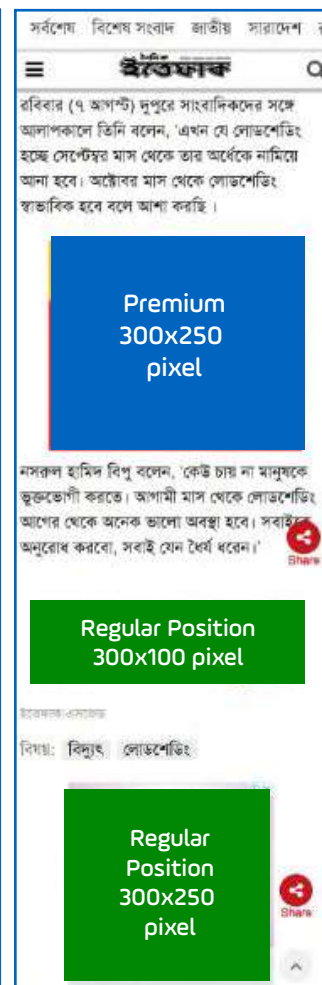 সর্বশেষ বিশেষ সংবাদ জাতীয় সারাদেশ
দৈনিক
ইত্তেফাক
রবিবার (৭ আগস্ট) দুপুরে সাংবাদিকদের সঙ্গে
আলাপকালে তিনি বলেন, 'এখন যে লোডশেডিং
হচ্ছে সেপ্টেম্বর মাস থেকে তার অর্ধেকে নামিয়ে
আনা হবে। অক্টোবর মাস থেকে লোডশেডিং
স্বাভাবিক হবে বলে আশা করছি ।
Premium
300x250
pixel
নসরুল হামিদ বিপু বলেন, 'কেউ চায় না মানুষকে
ভুক্তভোগী করতে। আগামী মাস থেকে লোডশেডিং
আগের থেকে অনেক ভালো অবস্থা হবে। সবাইকে
অনুরোধ করবো, সবাই যেন ধৈর্য ধরেন।'
Share
Regular Position
300x100 pixel
ইত্তেফাক/এসজেড
বিষয়: বিদ্যুৎ লোডশেডিং
Regular
Position
300x250
pixel
Share